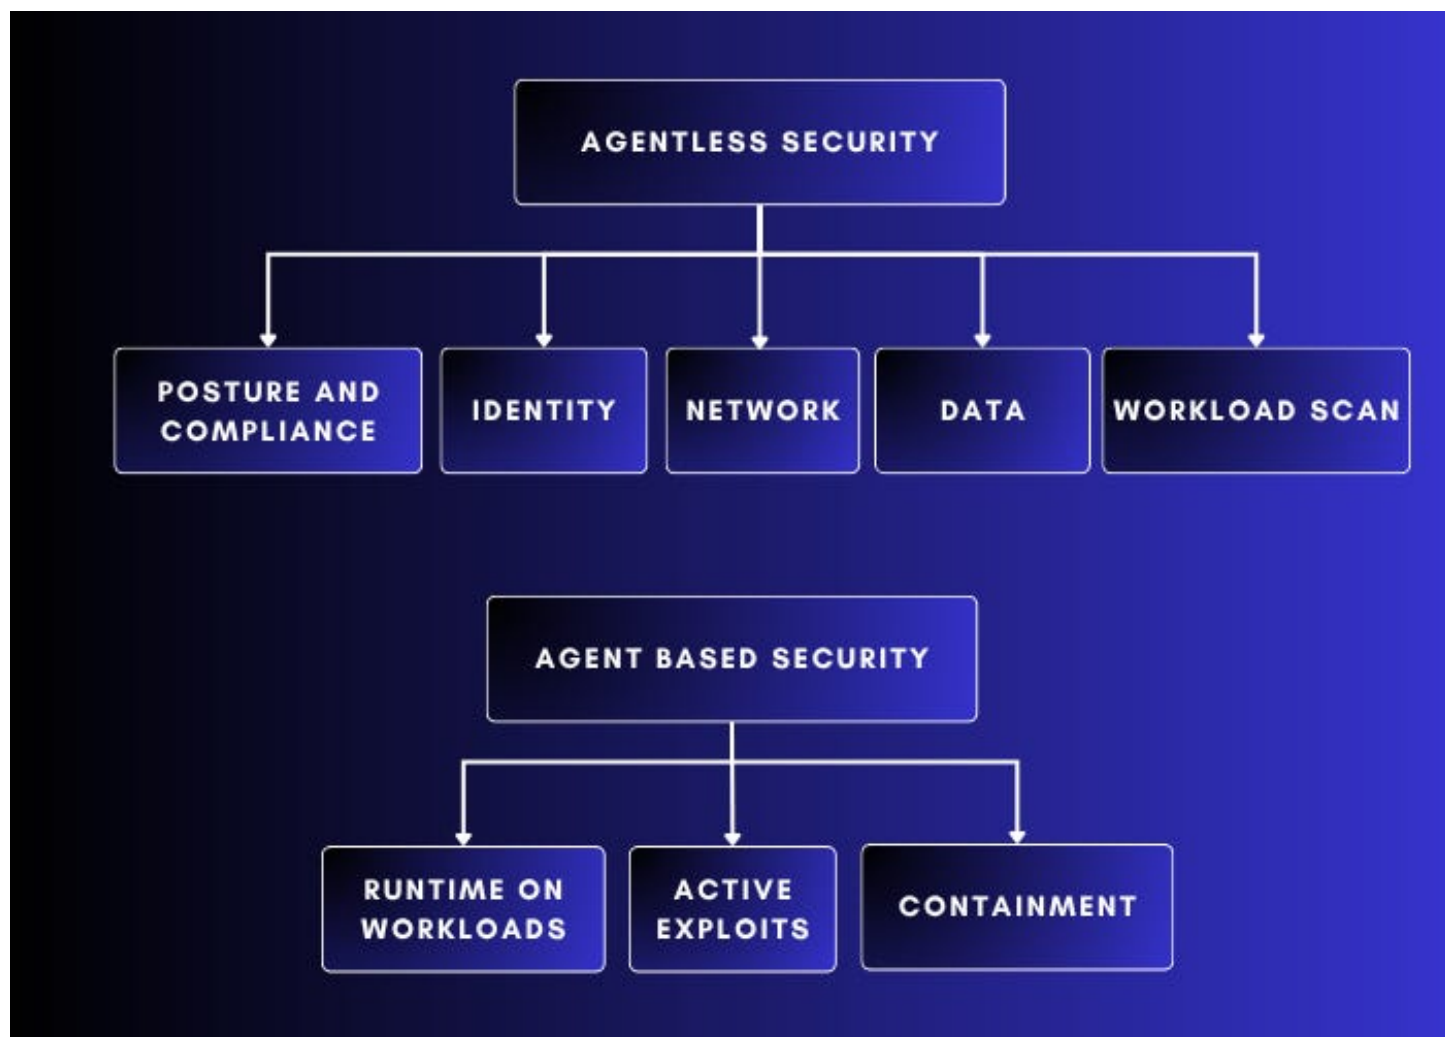 AGENTLESS SECURITY
POSTURE AND
COMPLIANCE
IDENTITY
NETWORK
DATA
WORKLOAD SCAN
AGENT BASED SECURITY
RUNTIME ON
WORKLOADS
ACTIVE
EXPLOITS
CONTAINMENT